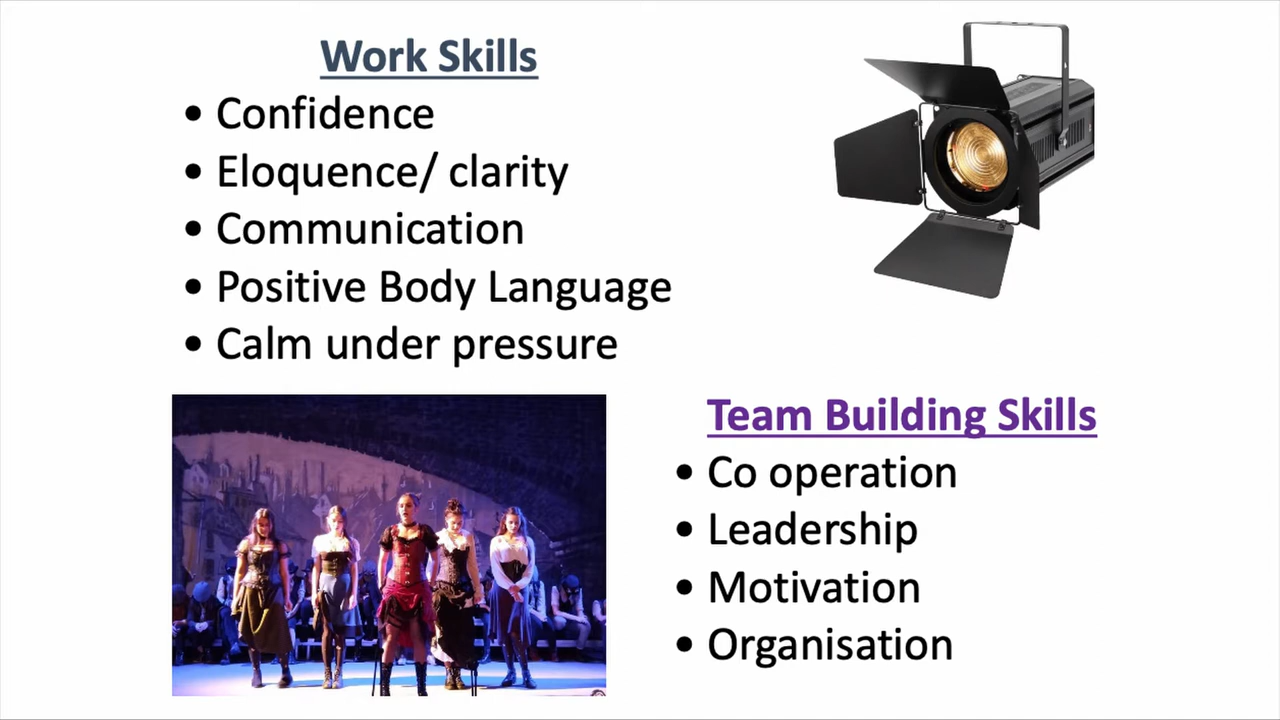 Work Skills
• Confidence
• Eloquence/ clarity
• Communication
• Positive Body Language
• Calm under pressure
Team Building Skills
• Co operation
• Leadership
• Motivation
• Organisation